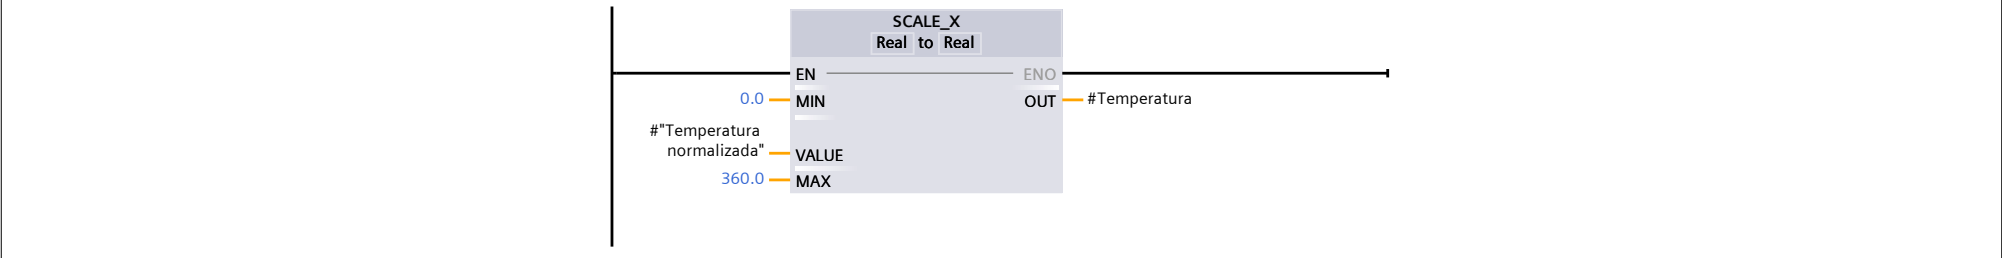 SCALE_X
Real to Real
EN
ENO
0.0
MIN
OUT
#Temperatura
#"Temperatura
normalizada"
VALUE
360.0
MAX